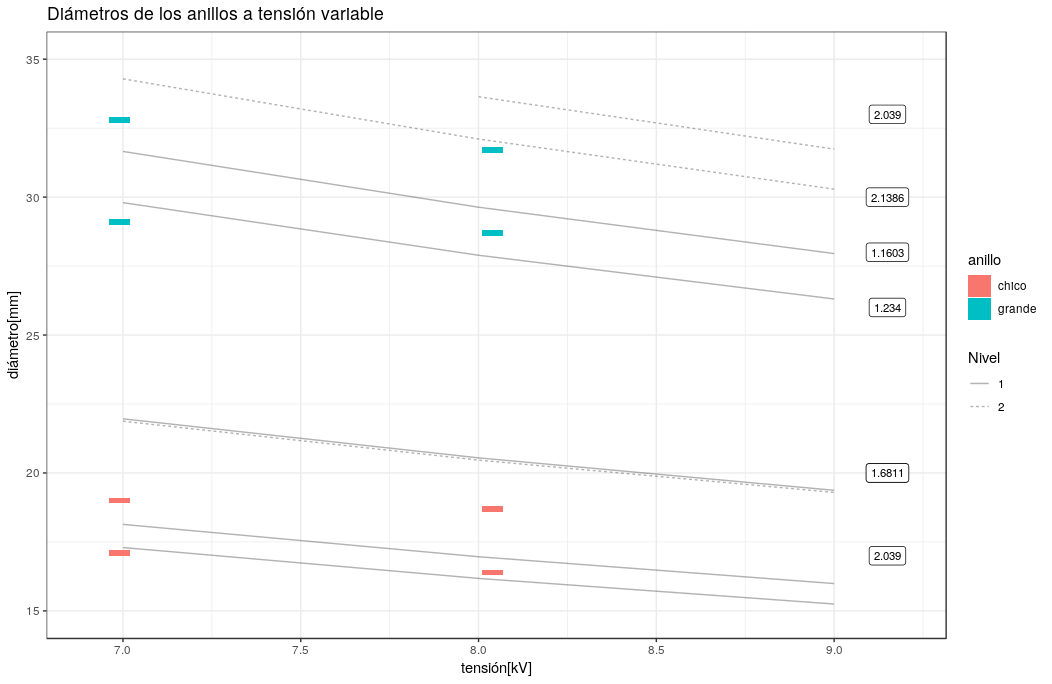 Diámetros de los anillos a tensión variable
diámetro[mm]
35
30
25
20
15
2.039
2.1386
1.1603
1.234
1.6811
2.039
7.0
7.5
8.0
8.5
9.0
tensión[kV]
anillo
chico
grande
Nivel
1
2